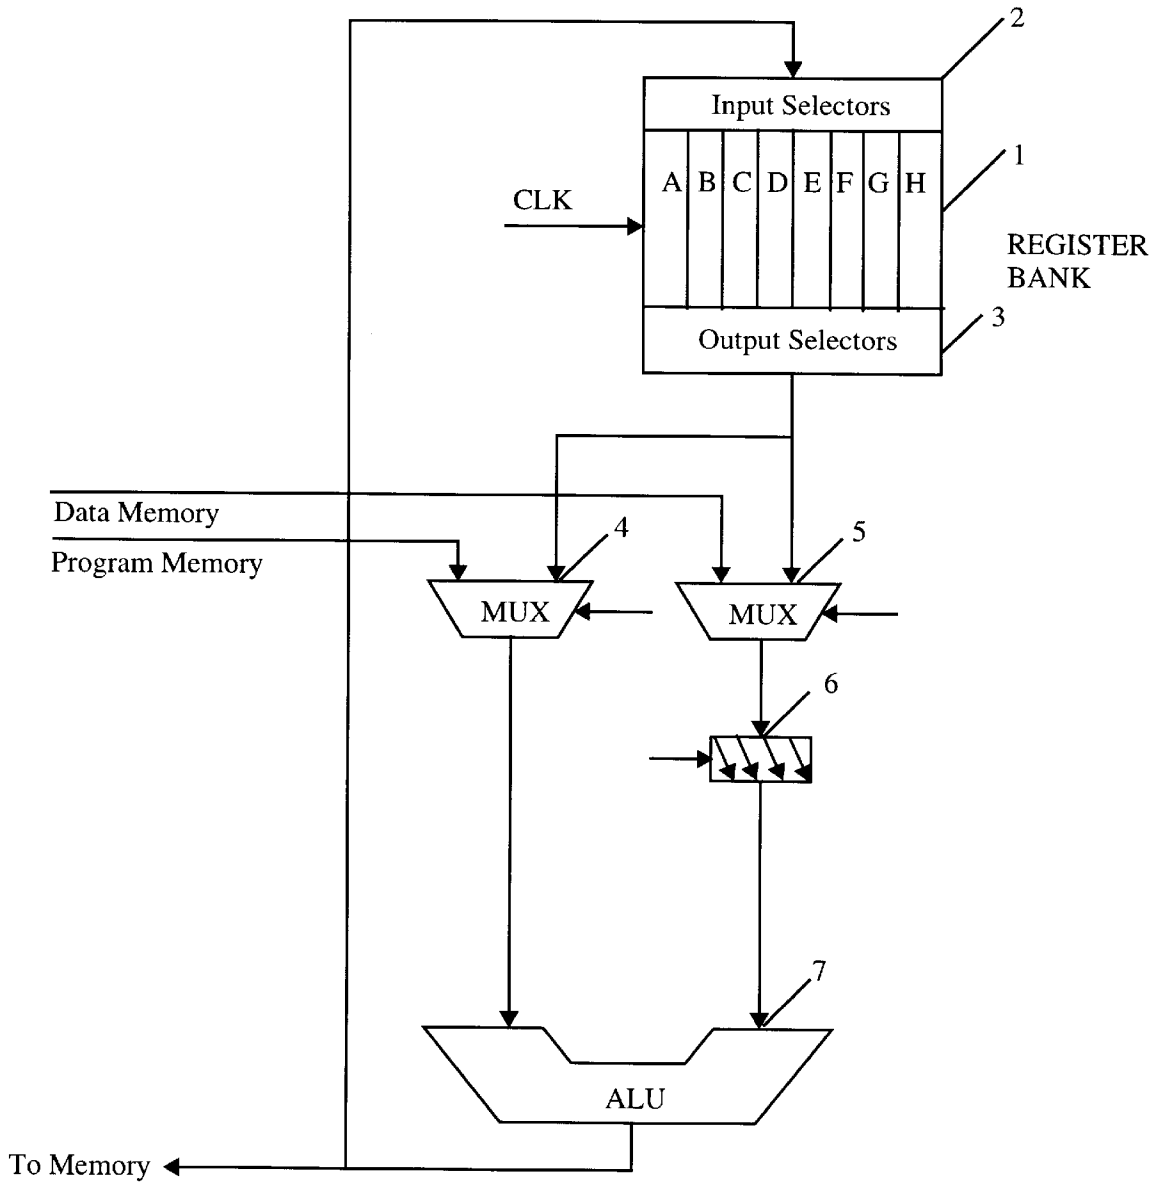 2
Input Selectors
1
A B C D E F G H
CLK
REGISTER
BANK
3
Output Selectors
Data Memory
4
5
Program Memory
MUX
MUX
6
7
ALU
To Memory